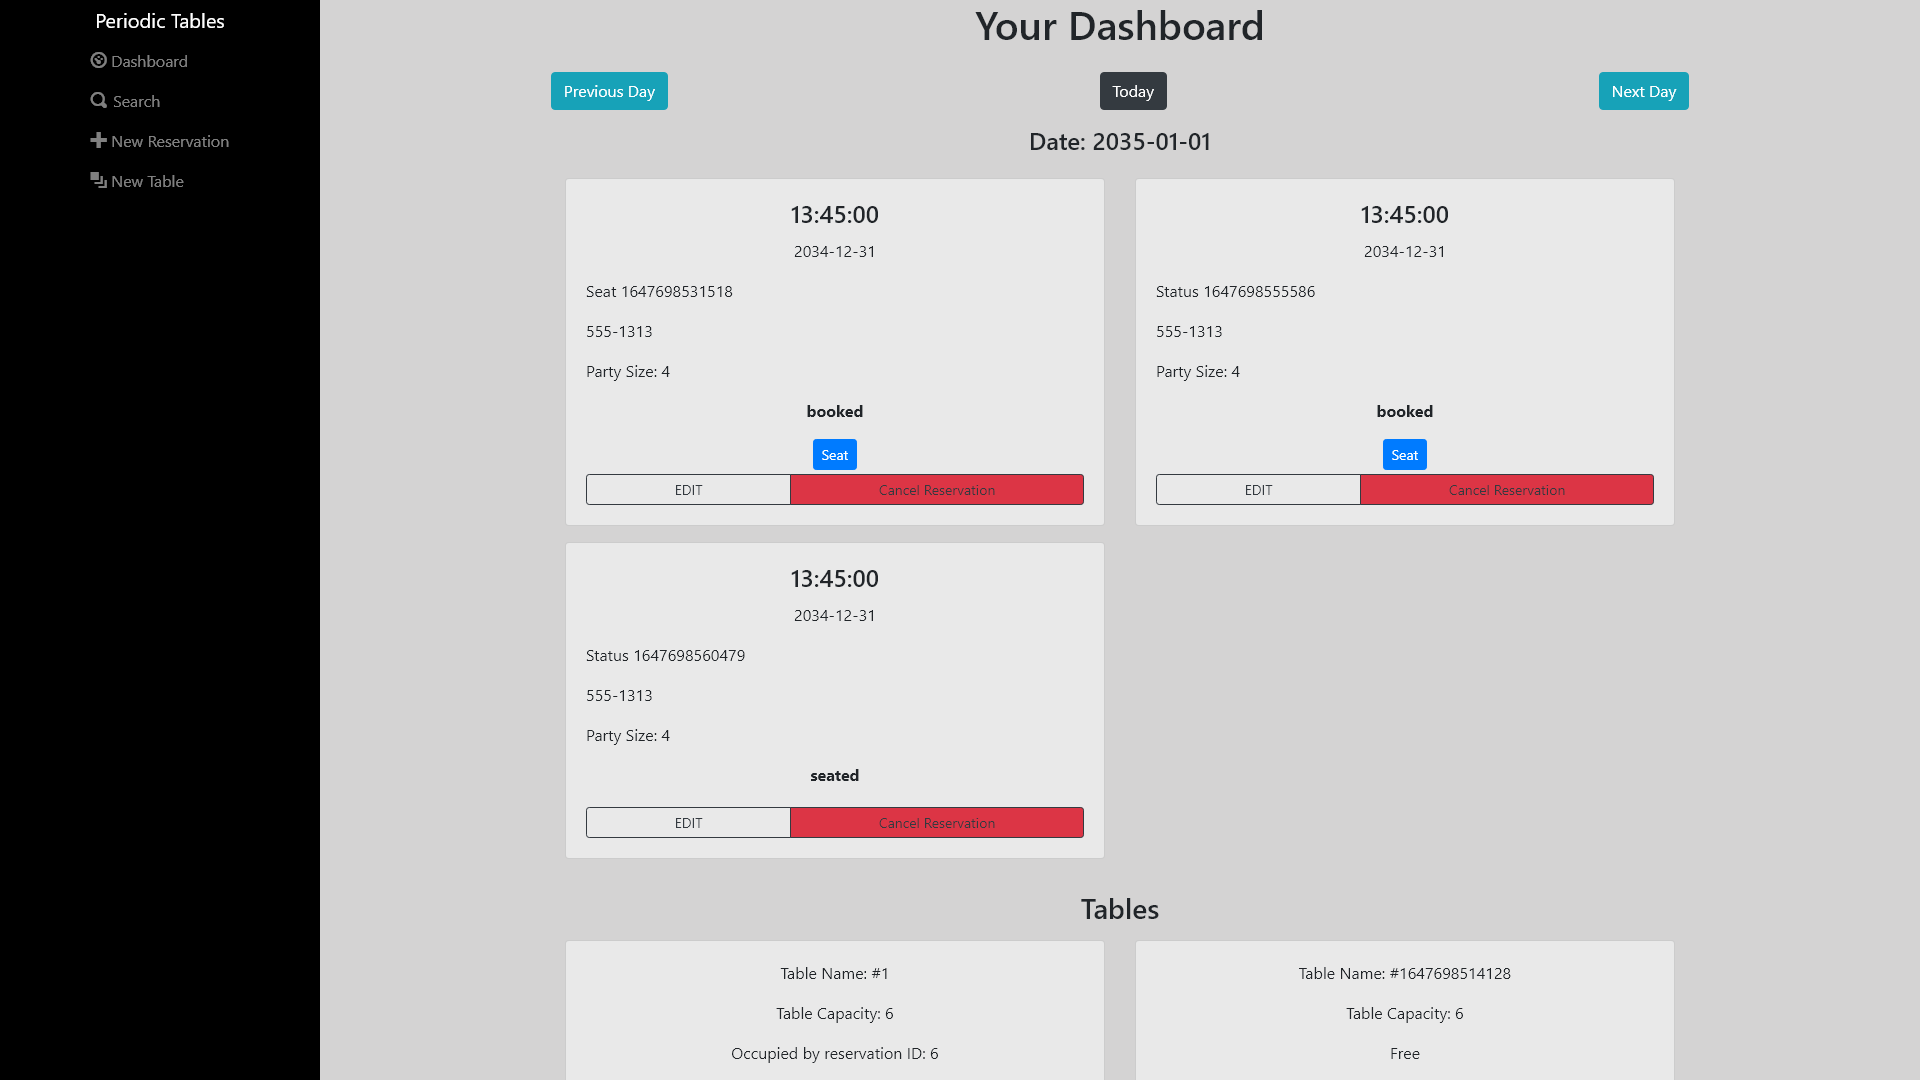 Periodic Tables
Dashboard
Search
New Reservation
New Table
Your Dashboard
Previous Day
Today
Next Day
Date: 2035-01-01
13:45:00
2034-12-31
Seat 1647698531518
555-1313
Party Size: 4
booked
Seat
EDIT
Cancel Reservation
13:45:00
2034-12-31
Status 1647698555586
555-1313
Party Size: 4
booked
Seat
EDIT
Cancel Reservation
13:45:00
2034-12-31
Status 1647698560479
555-1313
Party Size: 4
seated
EDIT
Cancel Reservation
Tables
Table Name: #1
Table Capacity: 6
Occupied by reservation ID: 6
Table Name: #1647698514128
Table Capacity: 6
Free